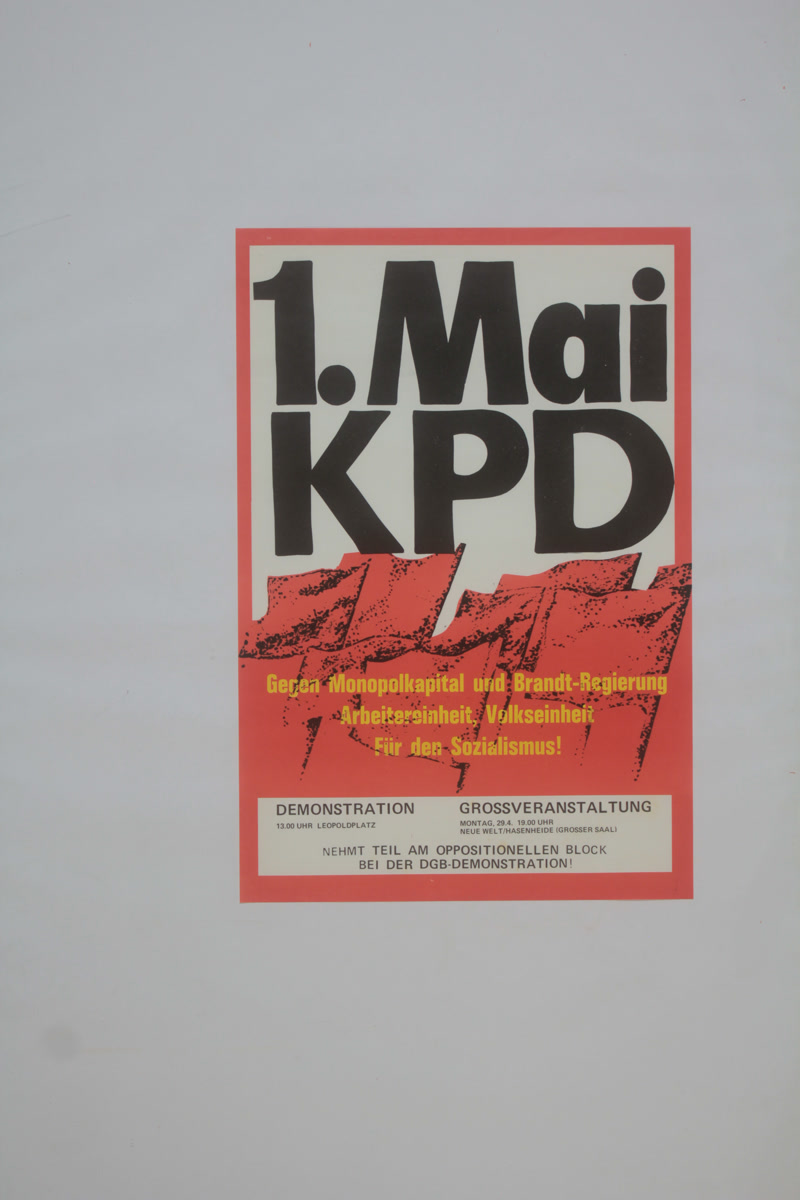 1. Mai
KPD
Gegen Monopolkapital und Brandt-Regierung
Arbeitereinheit, Volkseinheit
Für den Sozialismus!
DEMONSTRATION
13.00 UHR LEOPOLDPLATZ
GROSSVERANSTALTUNG
MONTAG, 29.4. 19.00 UHR
NEUE WELT/HASENHEIDE (GROSSER SAAL)
NEHMT TEIL AM OPPOSITIONELLEN BLOCK
BEI DER DGB-DEMONSTRATION!